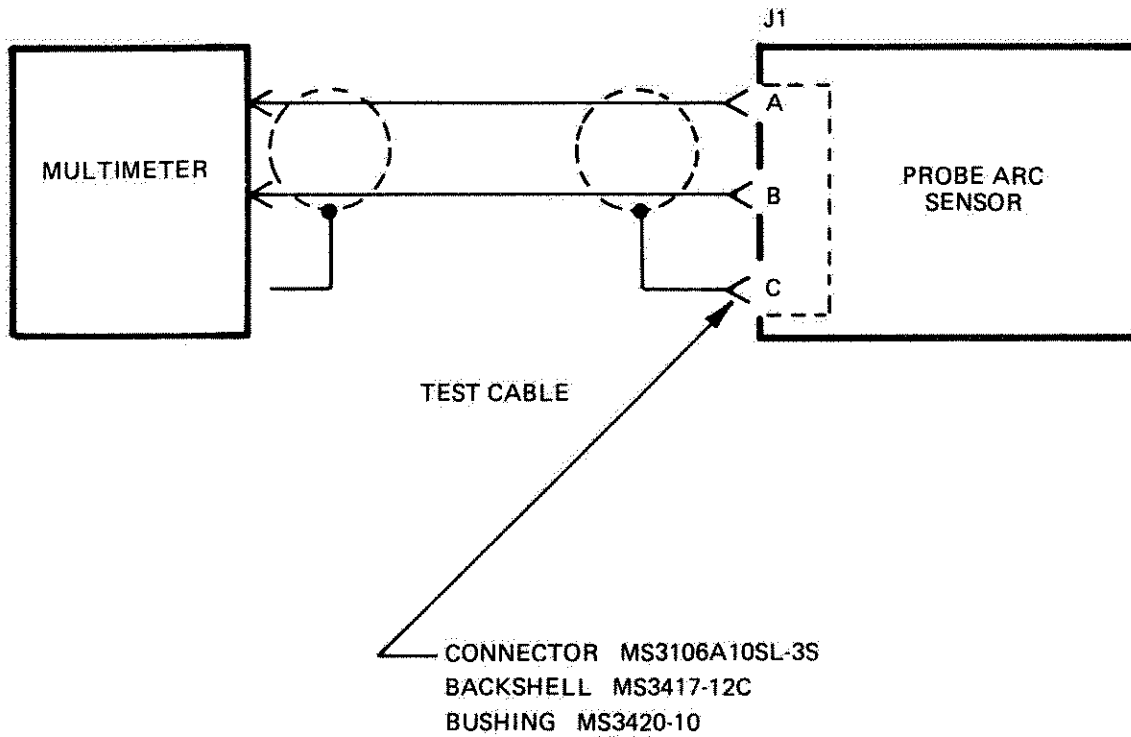 J1
A
MULTIMETER
B
PROBE ARC
SENSOR
C
TEST CABLE
CONNECTOR MS3106A10SL-3S
BACKSHELL MS3417-12C
BUSHING MS3420-10